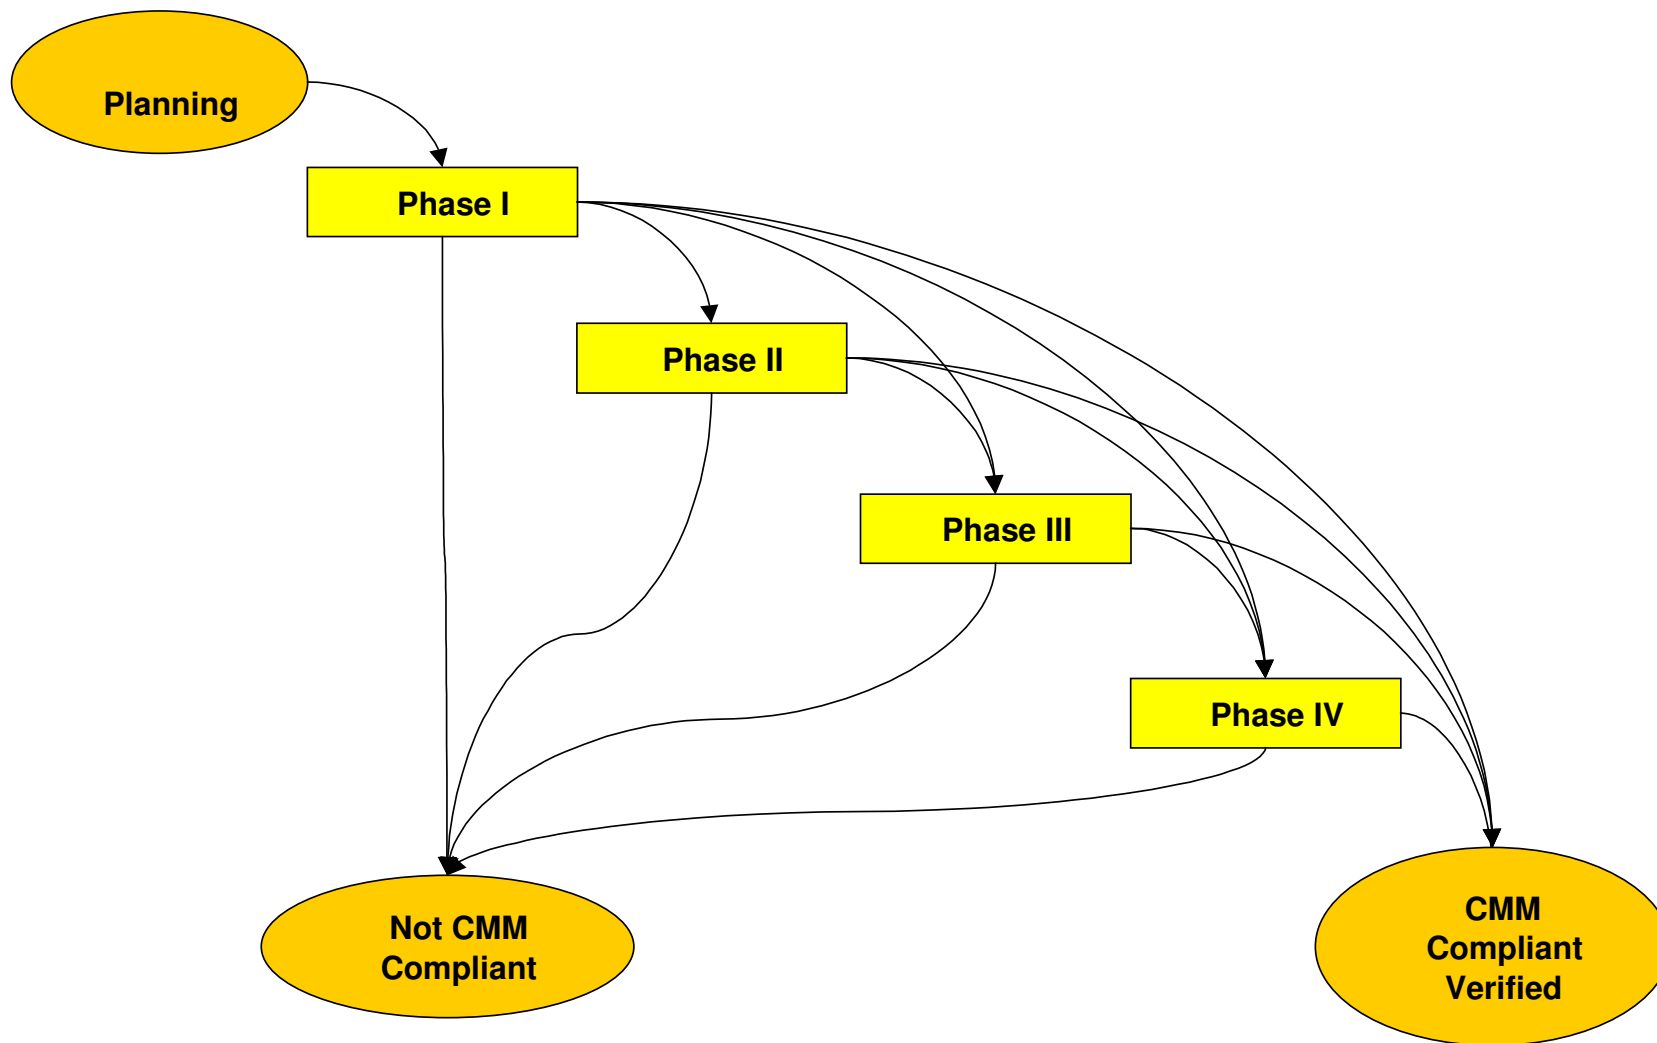 Planning
Phase I
Phase II
Phase III
Phase IV
Not CMM
Compliant
CMM
Compliant
Verified